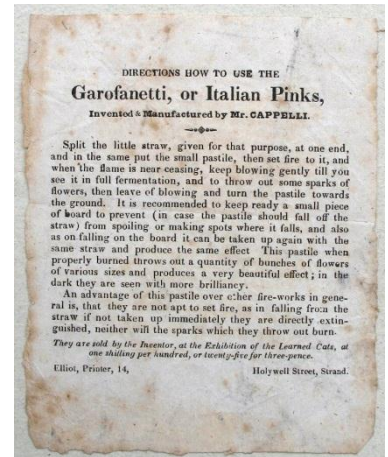 DIRECTIONS HOW TO USE THE
Garofanetti, or Italian Pinks,
Invented & Manufactured by Mr. CAPPELLI.
Split the little straw, given for that purpose, at one end,
and in the same put the small pastile, then set fire to it, and
when the flame is near ceasing, keep blowing gently till you
see it in full fermentation, and to throw out some sparks of
flowers, then leave of blowing and turn the pastile towards
the ground. It is recommended to keep ready a small piece
of board to prevent (in case the pastile should fall off the
straw) from spoiling or making spots where it falls, and also
as on falling on the board it can be taken up again with the
same straw and produce the same effect This pastile when
properly burned throws out a quantity of bunches of flowers
of various sizes and produces a very beautiful effect; in the
dark they are seen with more brilliancy.
An advantage of this pastile over other fire-works in gene-
ral is, that they are not apt to set fire, as in falling from the
straw if not taken up immediately they are directly extin-
guished, neither will the sparks which they throw out burn.
They are sold by the Inventor, at the Exhibition of the Learned Cats, at
one shilling per hundred, or twenty-five for three-pence.
Elliot, Printer, 14, Holywell Street, Strand.